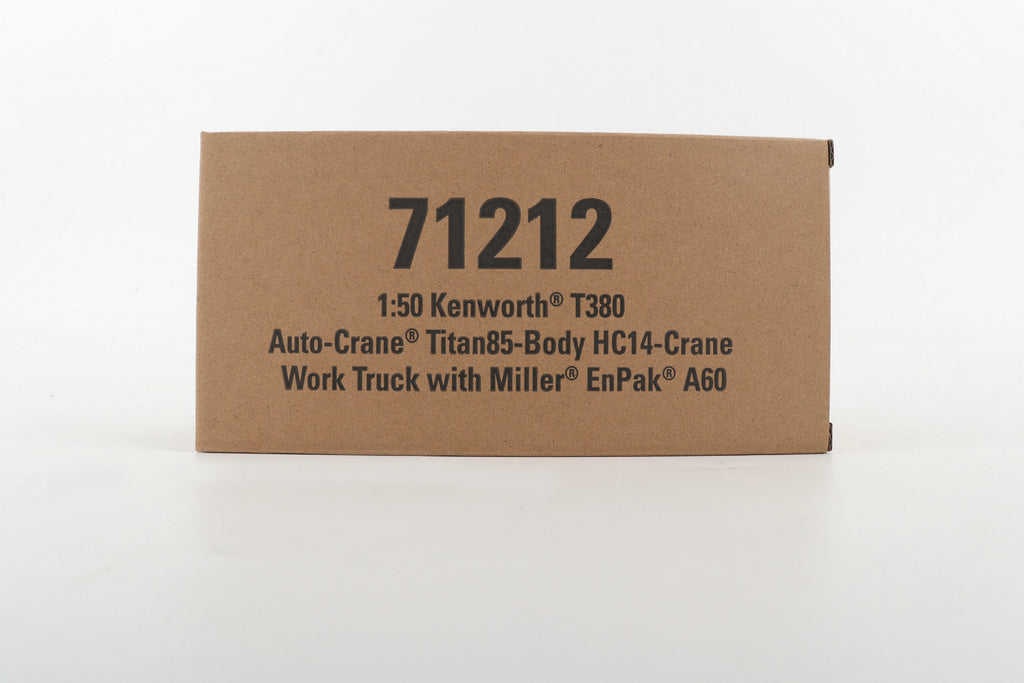 71212
1:50 Kenworth® T380
Auto-Crane® Titan85-Body HC14-Crane
Work Truck with Miller® EnPak® A60